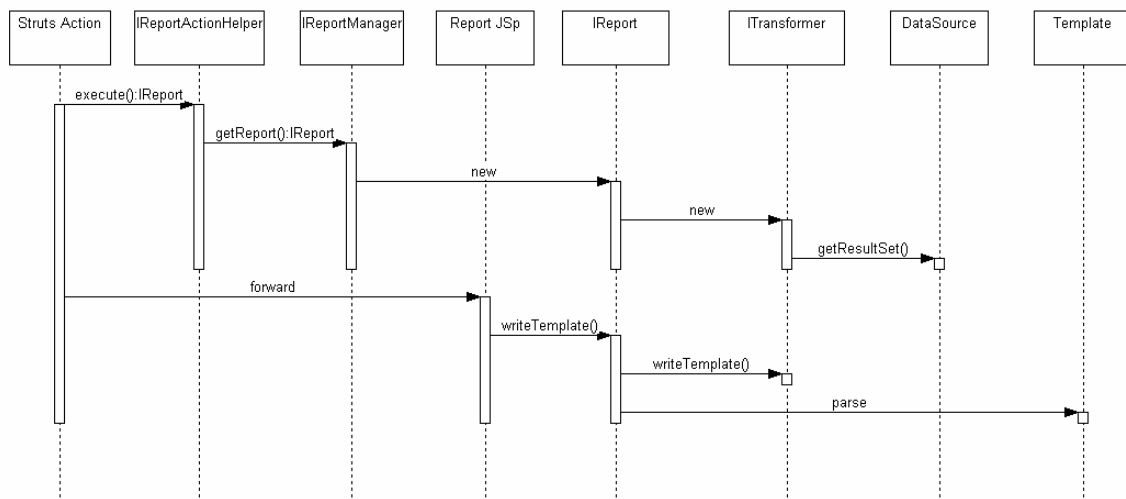 Struts Action
IReportActionHelper
IReportManager
Report JSp
IReport
ITransformer
DataSource
Template
execute():IReport
getReport():IReport
new
new
getResultSet()
forward
writeTemplate()
writeTemplate()
parse